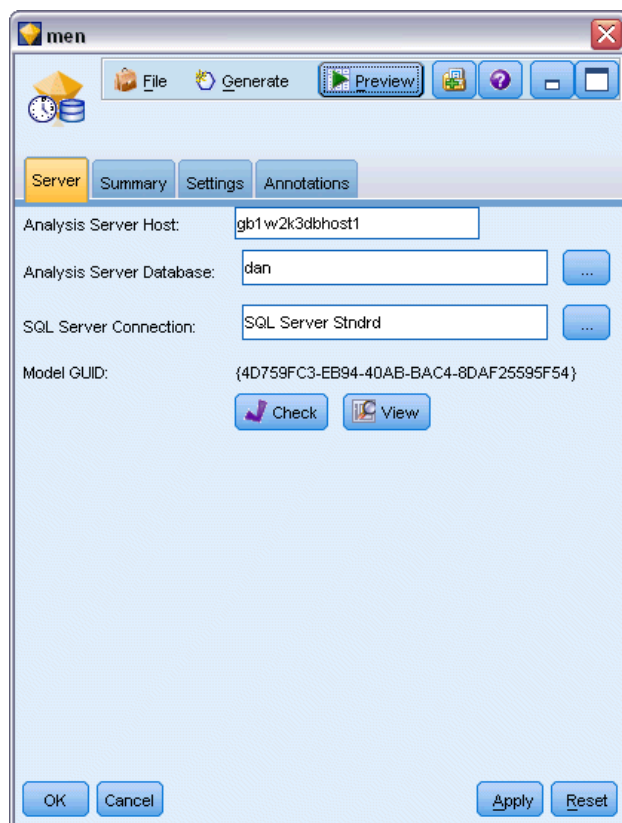 men
File Generate Preview
Server Summary Settings Annotations
Analysis Server Host: gb1w2k3dbhost1
Analysis Server Database: dan ...
SQL Server Connection: SQL Server Stndrd ...
Model GUID: {4D759FC3-EB94-40AB-BAC4-8DAF25595F54}
Check View
OK Cancel Apply Reset